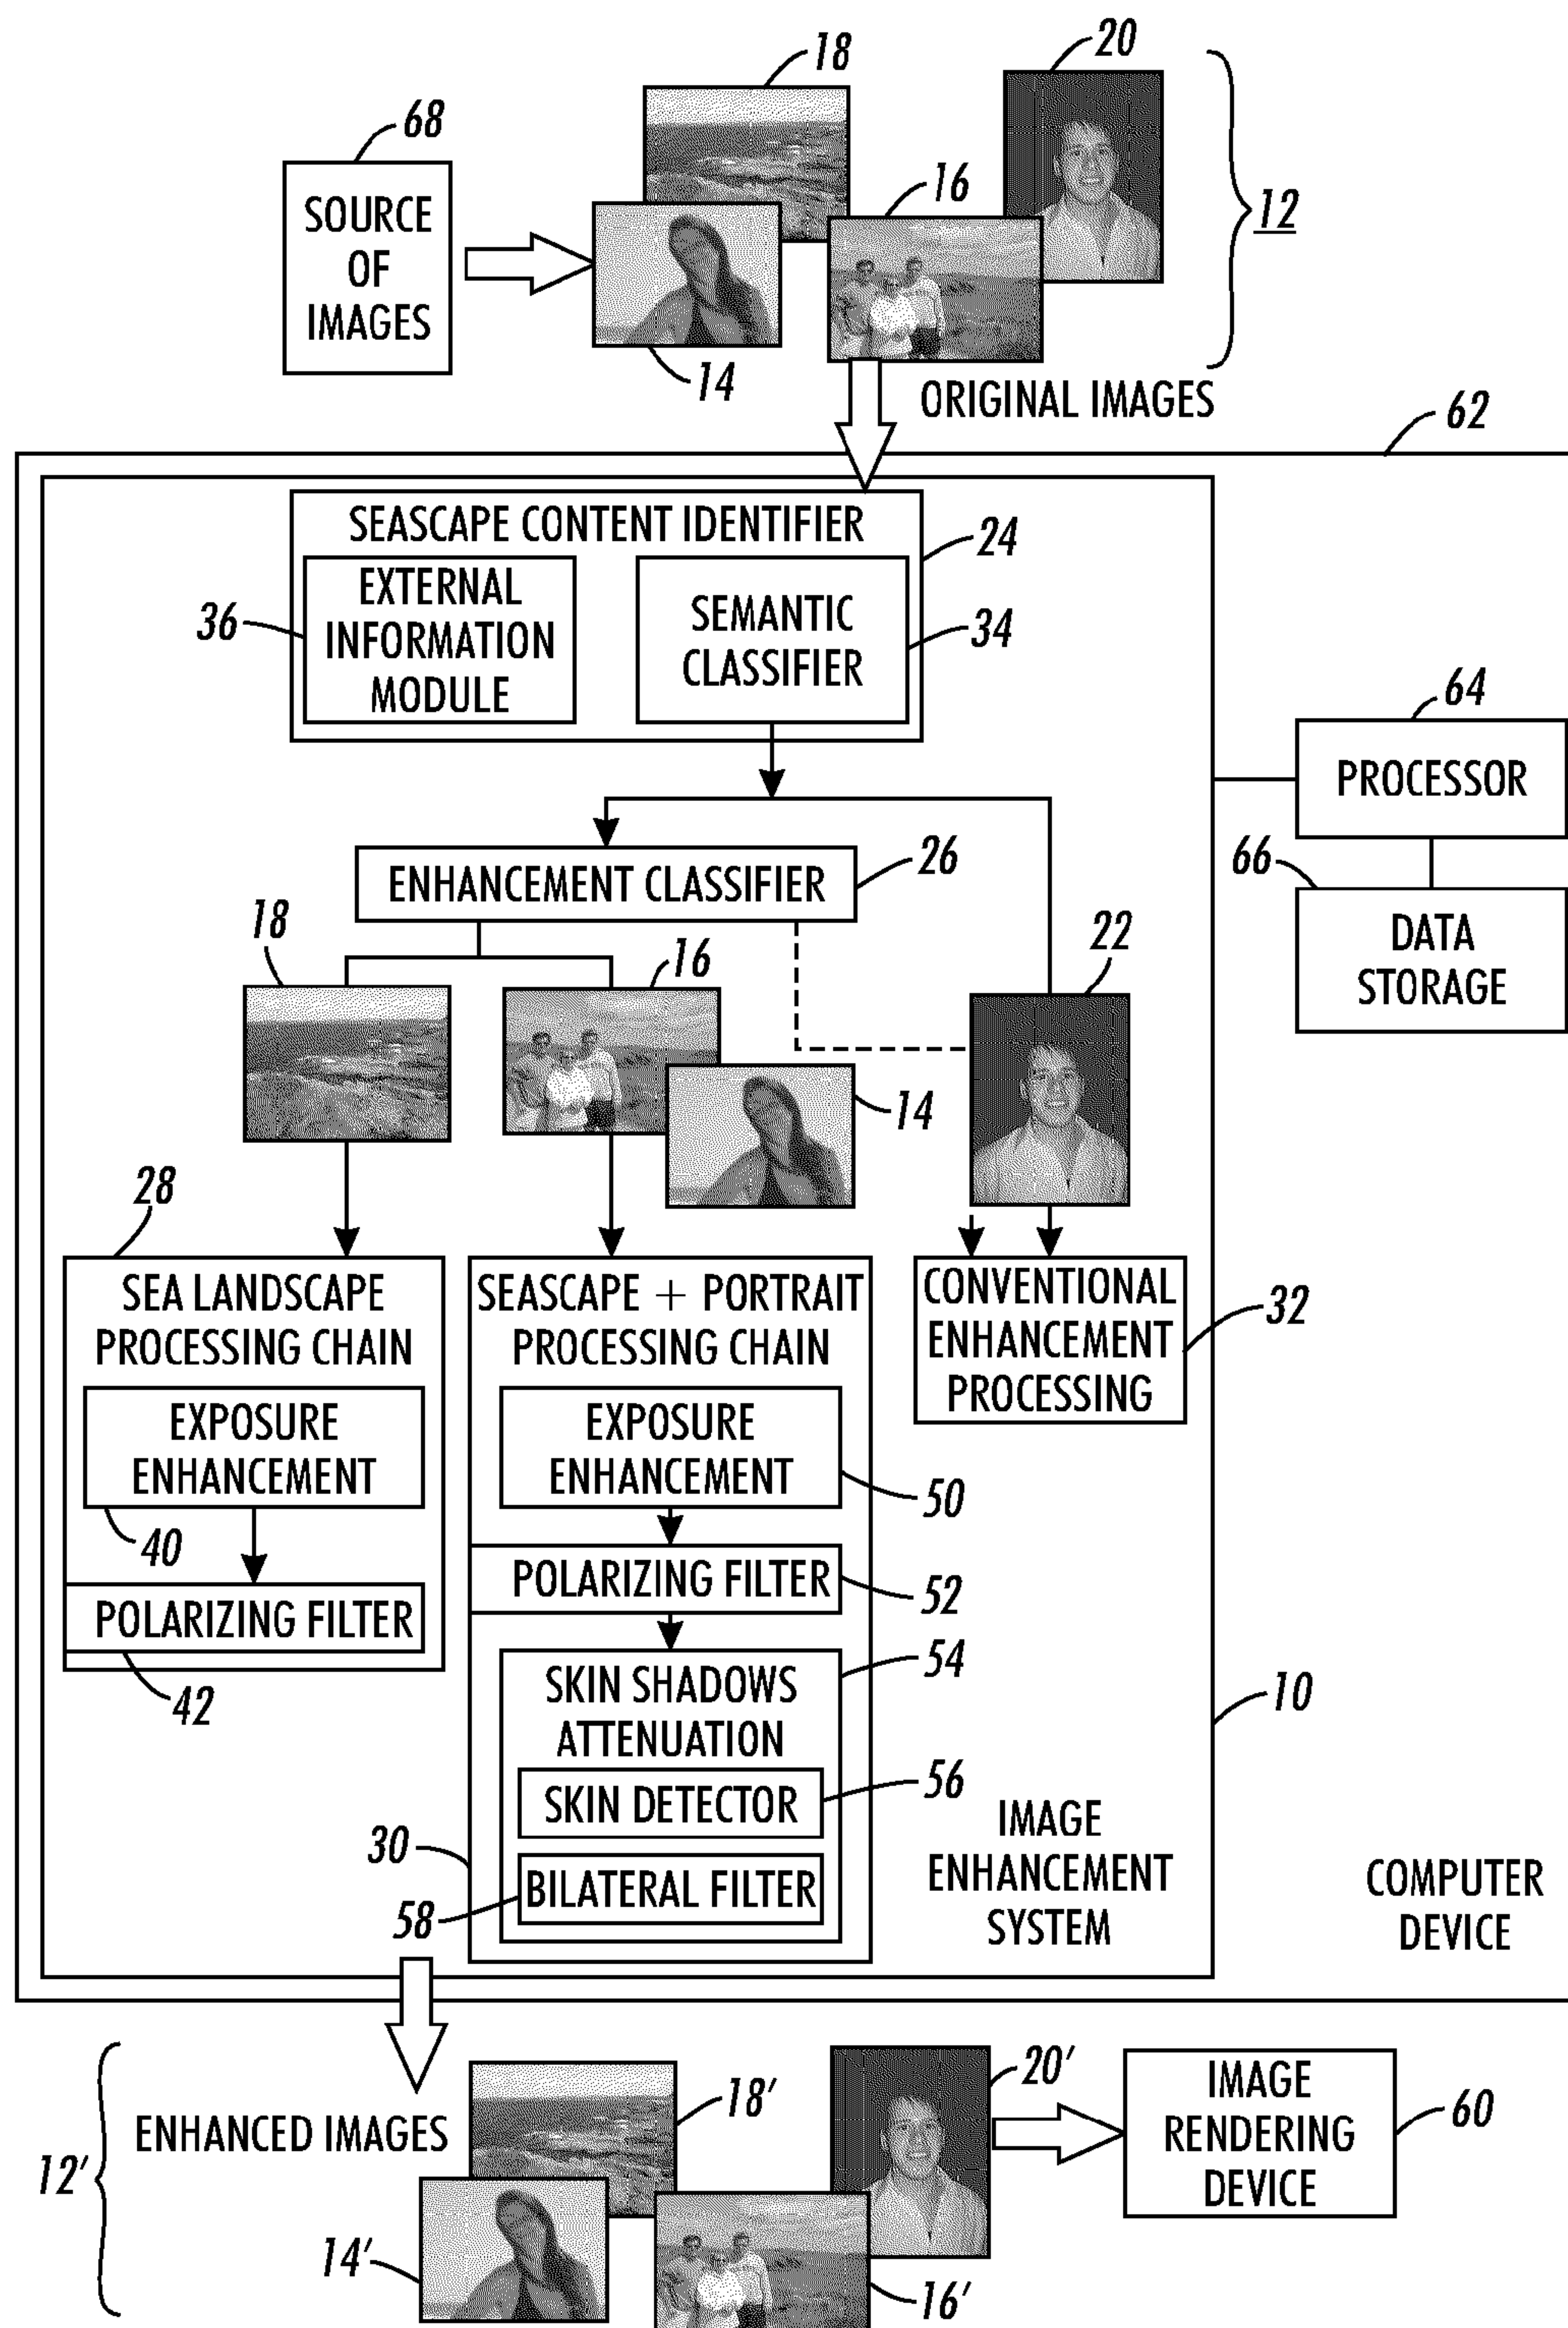 18
20
68
SOURCE
OF
IMAGES
16
12
14
ORIGINAL IMAGES
62
SEASCAPE CONTENT IDENTIFIER
24
EXTERNAL
INFORMATION
MODULE
36
SEMANTIC
CLASSIFIER
34
64
PROCESSOR
66
DATA
STORAGE
ENHANCEMENT CLASSIFIER
26
18
16
22
14
28
SEA LANDSCAPE
PROCESSING CHAIN
EXPOSURE
ENHANCEMENT
40
POLARIZING FILTER
42
SEASCAPE + PORTRAIT
PROCESSING CHAIN
EXPOSURE
ENHANCEMENT
50
POLARIZING FILTER
52
SKIN SHADOWS
ATTENUATION
54
SKIN DETECTOR
56
BILATERAL FILTER
58
30
CONVENTIONAL
ENHANCEMENT
PROCESSING
32
10
IMAGE
ENHANCEMENT
SYSTEM
COMPUTER
DEVICE
12'
ENHANCED IMAGES
18'
20'
14'
16'
IMAGE
RENDERING
DEVICE
60